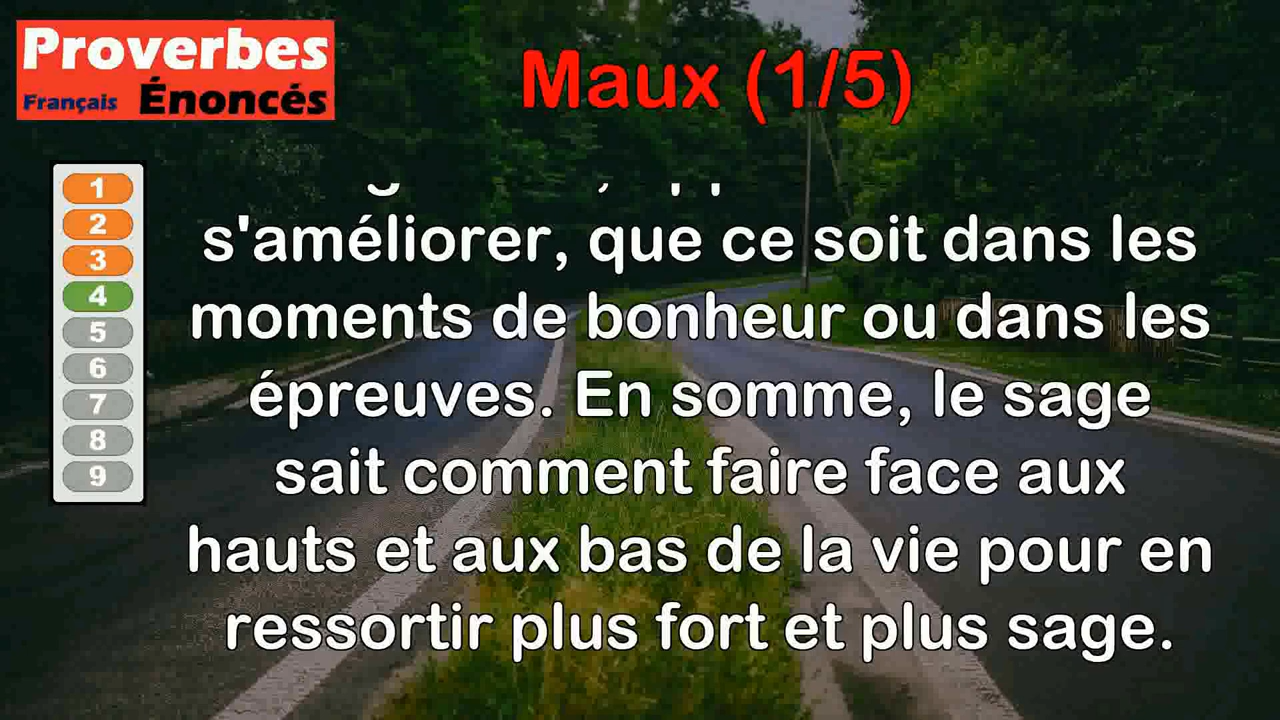 Proverbes
Français Énoncés
Maux (1/5)
1
2
3
4
5
6
7
8
9
s'améliorer, que ce soit dans les
moments de bonheur ou dans les
épreuves. En somme, le sage
sait comment faire face aux
hauts et aux bas de la vie pour en
ressortir plus fort et plus sage.